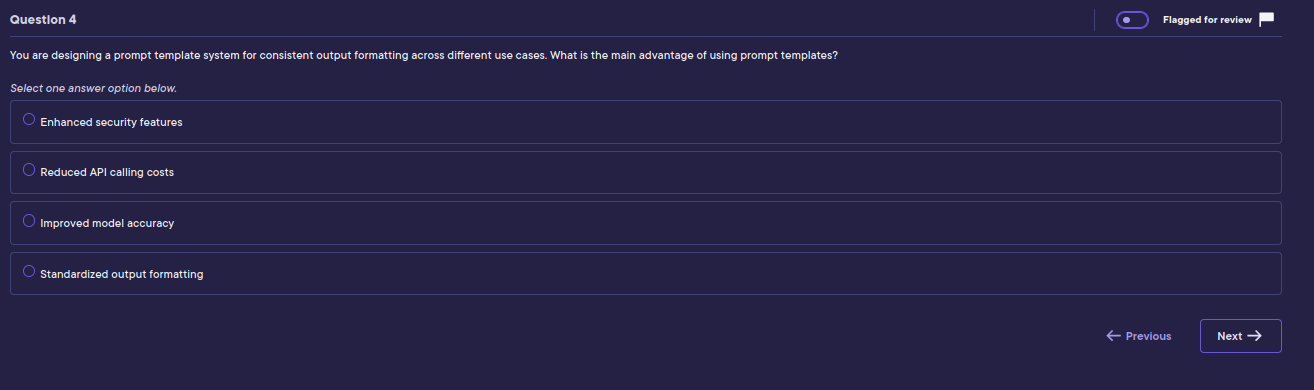 Question 4
Flagged for review
You are designing a prompt template system for consistent output formatting across different use cases. What is the main advantage of using prompt templates?
Select one answer option below.
Enhanced security features
Reduced API calling costs
Improved model accuracy
Standardized output formatting
Previous
Next